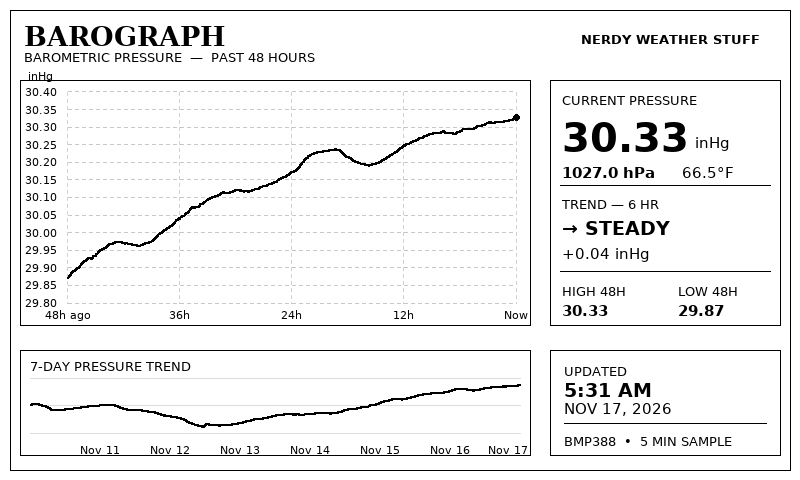 BAROGRAPH
NERDY WEATHER STUFF
BAROMETRIC PRESSURE — PAST 48 HOURS
inHg
30.40
30.35
30.30
30.25
30.20
30.15
30.10
30.05
30.00
29.95
29.90
29.85
29.80
48h ago 36h 24h 12h Now
CURRENT PRESSURE
30.33 inHg
1027.0 hPa 66.5°F
TREND — 6 HR
→ STEADY
+0.04 inHg
HIGH 48H LOW 48H
30.33 29.87
7-DAY PRESSURE TREND
Nov 11 Nov 12 Nov 13 Nov 14 Nov 15 Nov 16 Nov 17
UPDATED
5:31 AM
NOV 17, 2026
BMP388 • 5 MIN SAMPLE